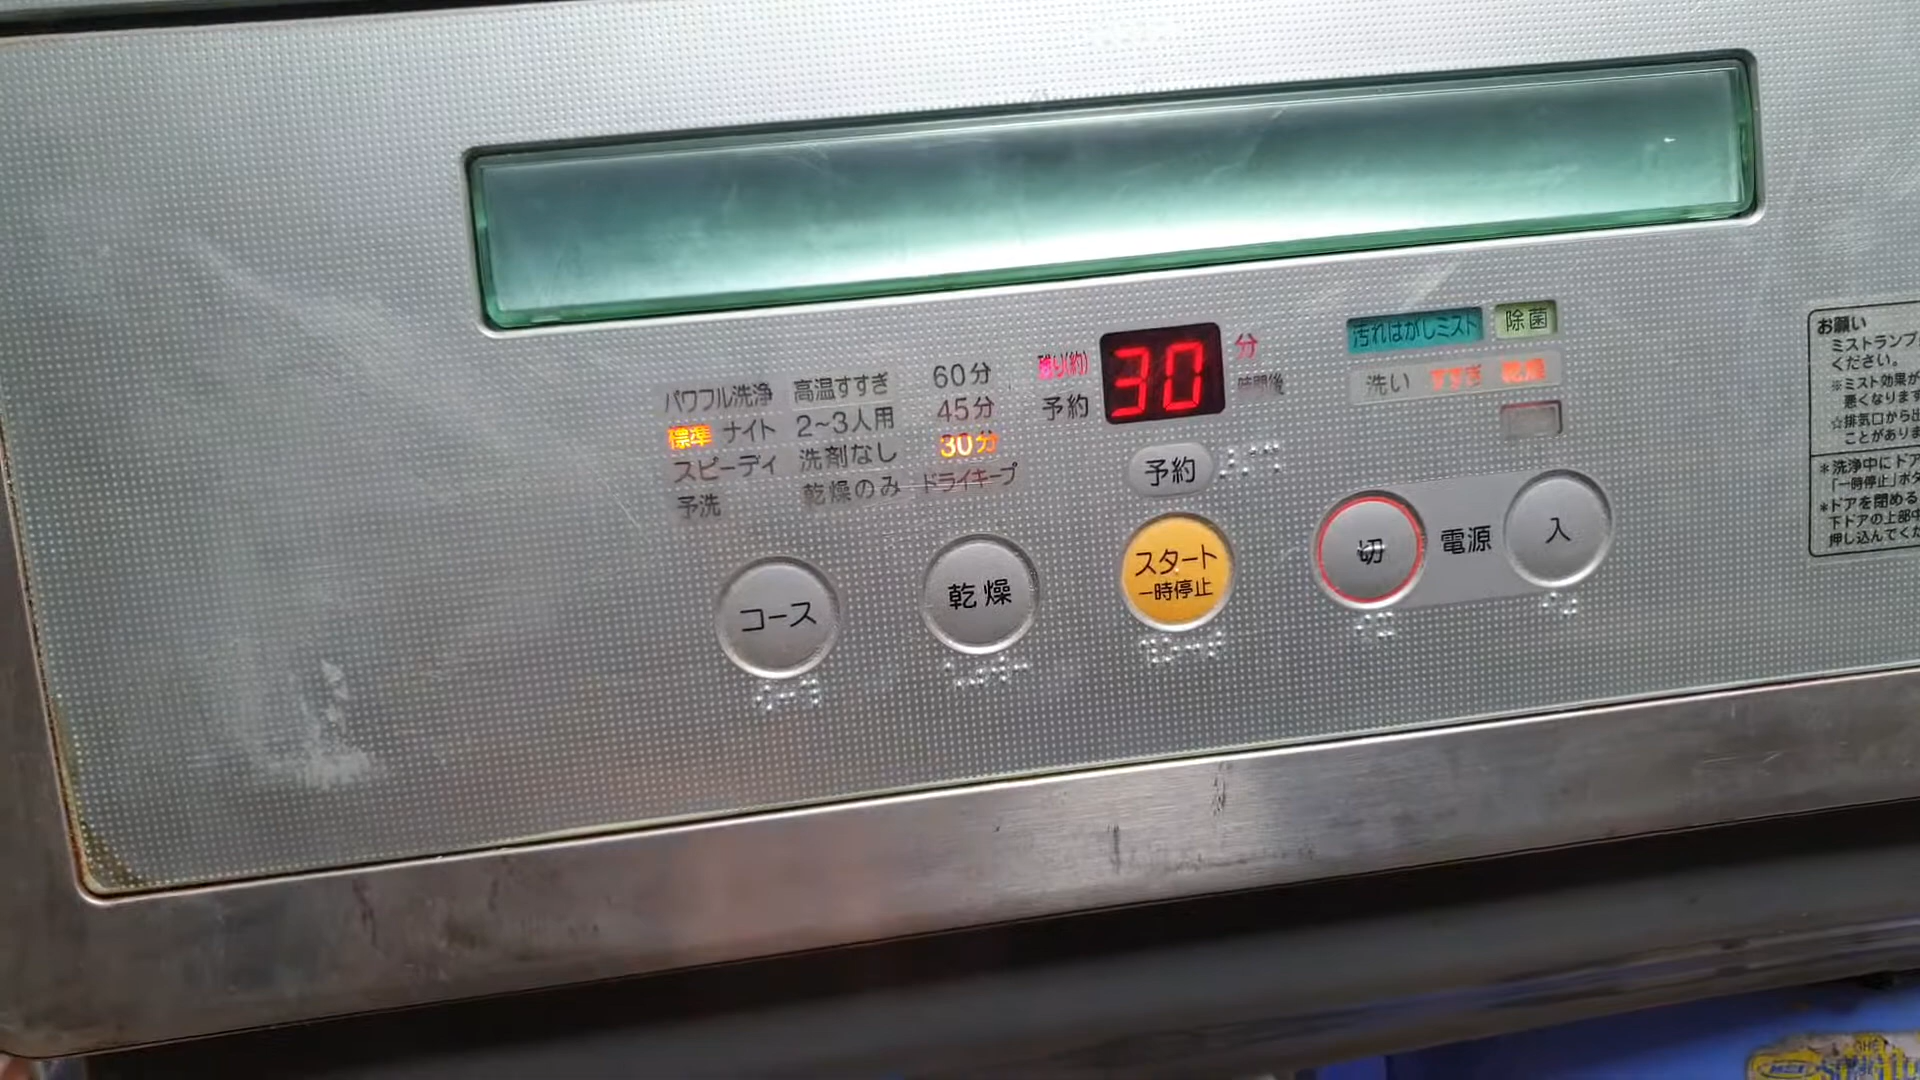 汚れはがしミスト 除菌
残り(約) 30 分
時間後
予約
洗い すすぎ 乾燥
パワフル洗浄 高温すすぎ 60分
標準 ナイト 2~3人用 45分
スピーディ 洗剤なし 30分
予洗 乾燥のみ ドライキープ
予約
コース
乾燥
スタート
一時停止
切 電源 入
お願い
ミストランプ
ください。
※ミスト効果が
悪くなります
☆排気口から出
ことがありま
*洗浄中にドア
「一時停止」ボタ
*ドアを閉める
下ドアの上部中
押し込んでくだ